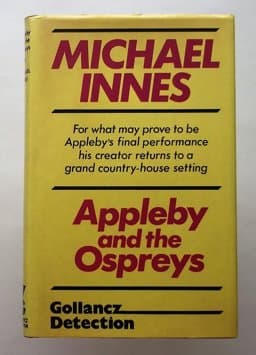 MICHAEL
INNES
For what may prove to be
Appleby's final performance
his creator returns to a
grand country-house setting
Appleby
and the
Ospreys
Gollancz
Detection